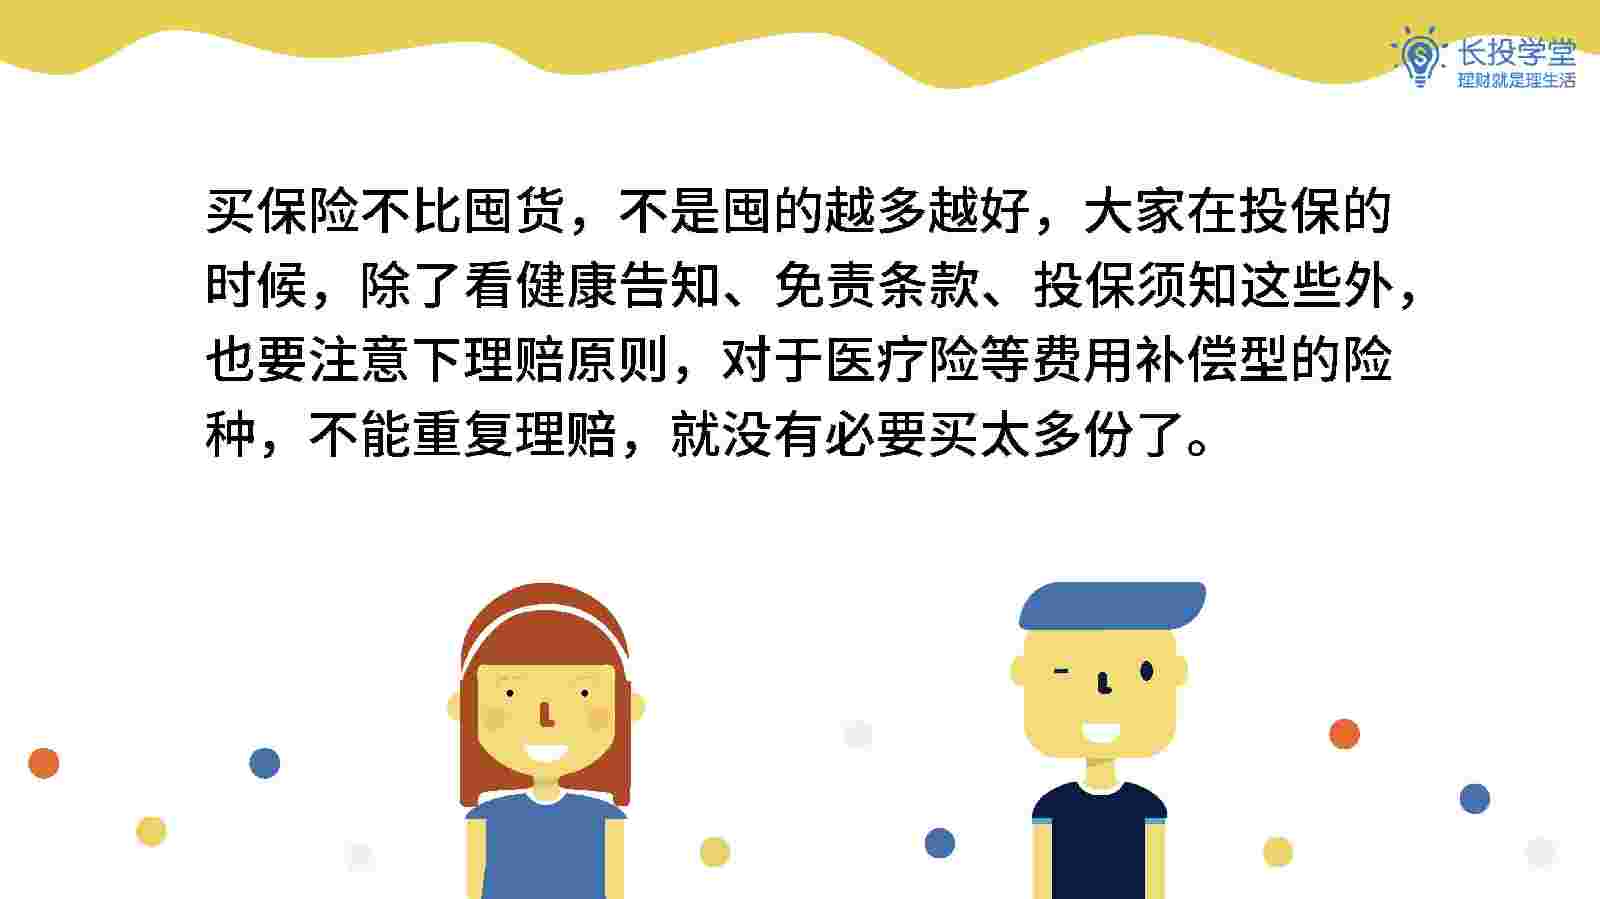 长投学堂
理财就是理生活
买保险不比囤货，不是囤的越多越好，大家在投保的
时候，除了看健康告知、免责条款、投保须知这些外，
也要注意下理赔原则，对于医疗险等费用补偿型的险
种，不能重复理赔，就没有必要买太多份了。